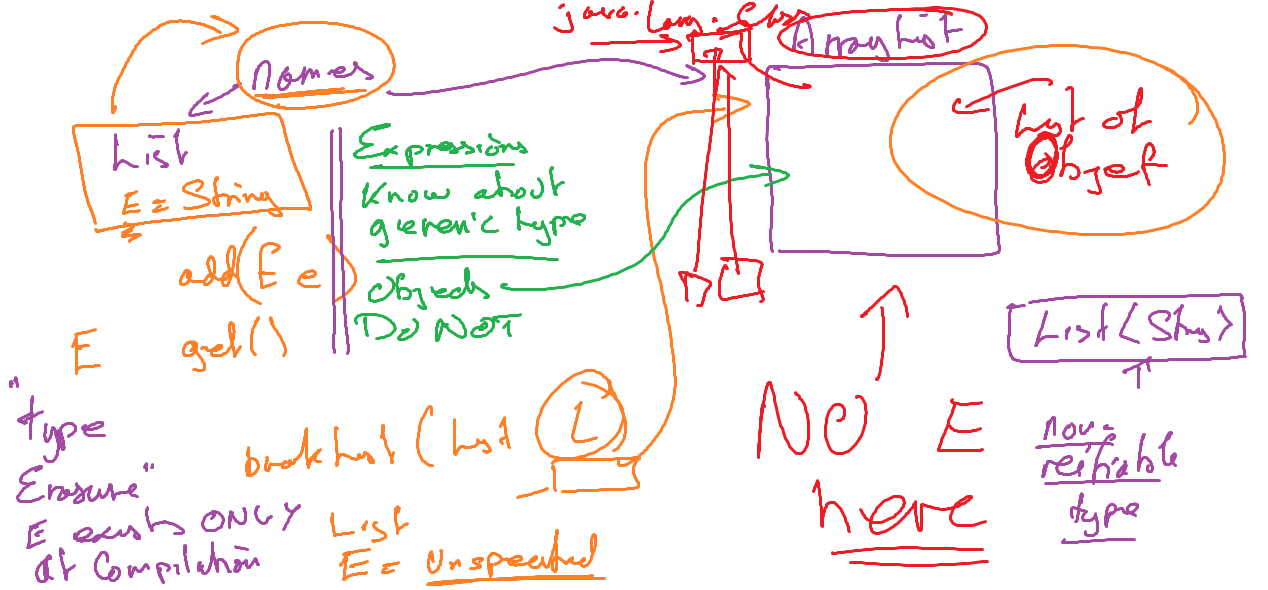 java.lang.Class
ArrayList
names
List
E = String
add(E e)
E get()
Expressions
Know about
generic type
Objects
Do NOT
List of
Object
List<String>
non-
reifiable
type
NO E
here
"type
Erasure"
E exists ONLY
at Compilation
List L
List
E = Unspecified